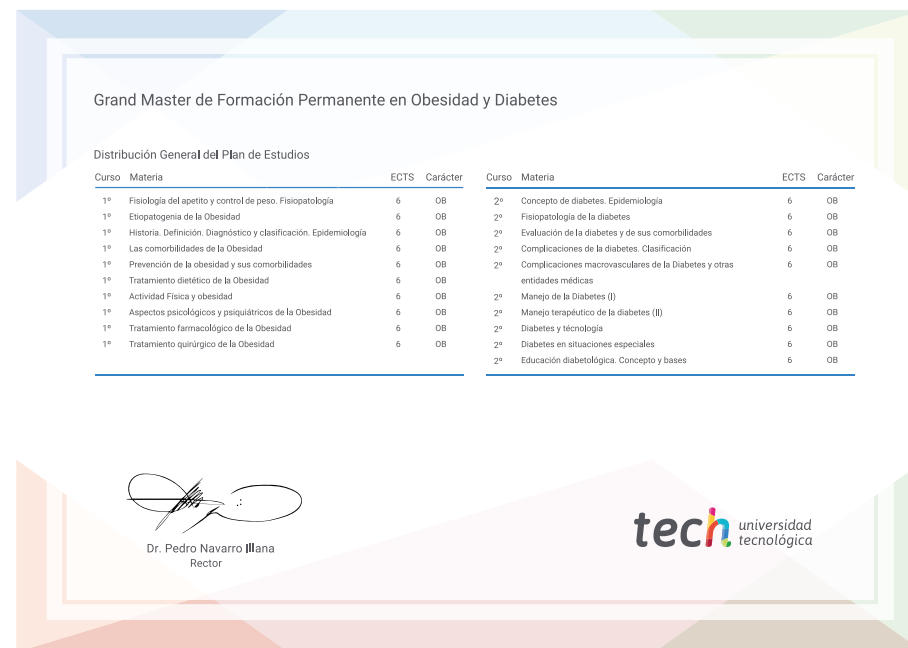 Grand Master de Formación Permanente en Obesidad y Diabetes
Distribución General del Plan de Estudios
Curso Materia ECTS Carácter
1º Fisiología del apetito y control de peso. Fisiopatología 6 OB
1º Etiopatogenia de la Obesidad 6 OB
1º Historia. Definición. Diagnóstico y clasificación. Epidemiología 6 OB
1º Las comorbilidades de la Obesidad 6 OB
1º Prevención de la obesidad y sus comorbilidades 6 OB
1º Tratamiento dietético de la Obesidad 6 OB
1º Actividad Física y obesidad 6 OB
1º Aspectos psicológicos y psiquiátricos de la Obesidad 6 OB
1º Tratamiento farmacológico de la Obesidad 6 OB
1º Tratamiento quirúrgico de la Obesidad 6 OB
Curso Materia ECTS Carácter
2º Concepto de diabetes. Epidemiología 6 OB
2º Fisiopatología de la diabetes 6 OB
2º Evaluación de la diabetes y de sus comorbilidades 6 OB
2º Complicaciones de la diabetes. Clasificación 6 OB
2º Complicaciones macrovasculares de la Diabetes y otras 6 OB
entidades médicas
2º Manejo de la Diabetes (I) 6 OB
2º Manejo terapéutico de la diabetes (II) 6 OB
2º Diabetes y técnología 6 OB
2º Diabetes en situaciones especiales 6 OB
2º Educación diabetológica. Concepto y bases 6 OB
Dr. Pedro Navarro Illana
Rector
tech universidad
tecnológica